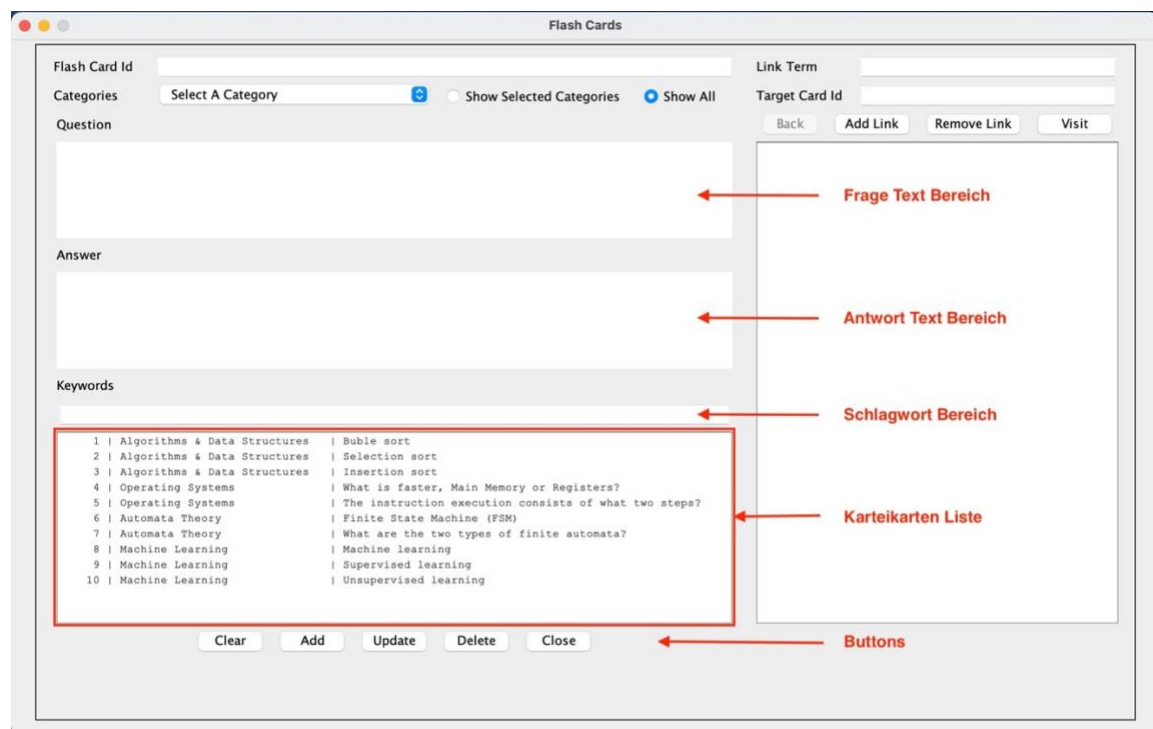 Flash Cards
Flash Card Id
Link Term
Categories Select A Category Show Selected Categories Show All
Target Card Id
Question
Back Add Link Remove Link Visit
Frage Text Bereich
Answer
Antwort Text Bereich
Keywords
Schlagwort Bereich
1 | Algorithms & Data Structures | Buble sort
2 | Algorithms & Data Structures | Selection sort
3 | Algorithms & Data Structures | Insertion sort
4 | Operating Systems | What is faster, Main Memory or Registers?
5 | Operating Systems | The instruction execution consists of what two steps?
6 | Automata Theory | Finite State Machine (FSM)
7 | Automata Theory | What are the two types of finite automata?
8 | Machine Learning | Machine learning
9 | Machine Learning | Supervised learning
10 | Machine Learning | Unsupervised learning
Karteikarten Liste
Clear Add Update Delete Close
Buttons